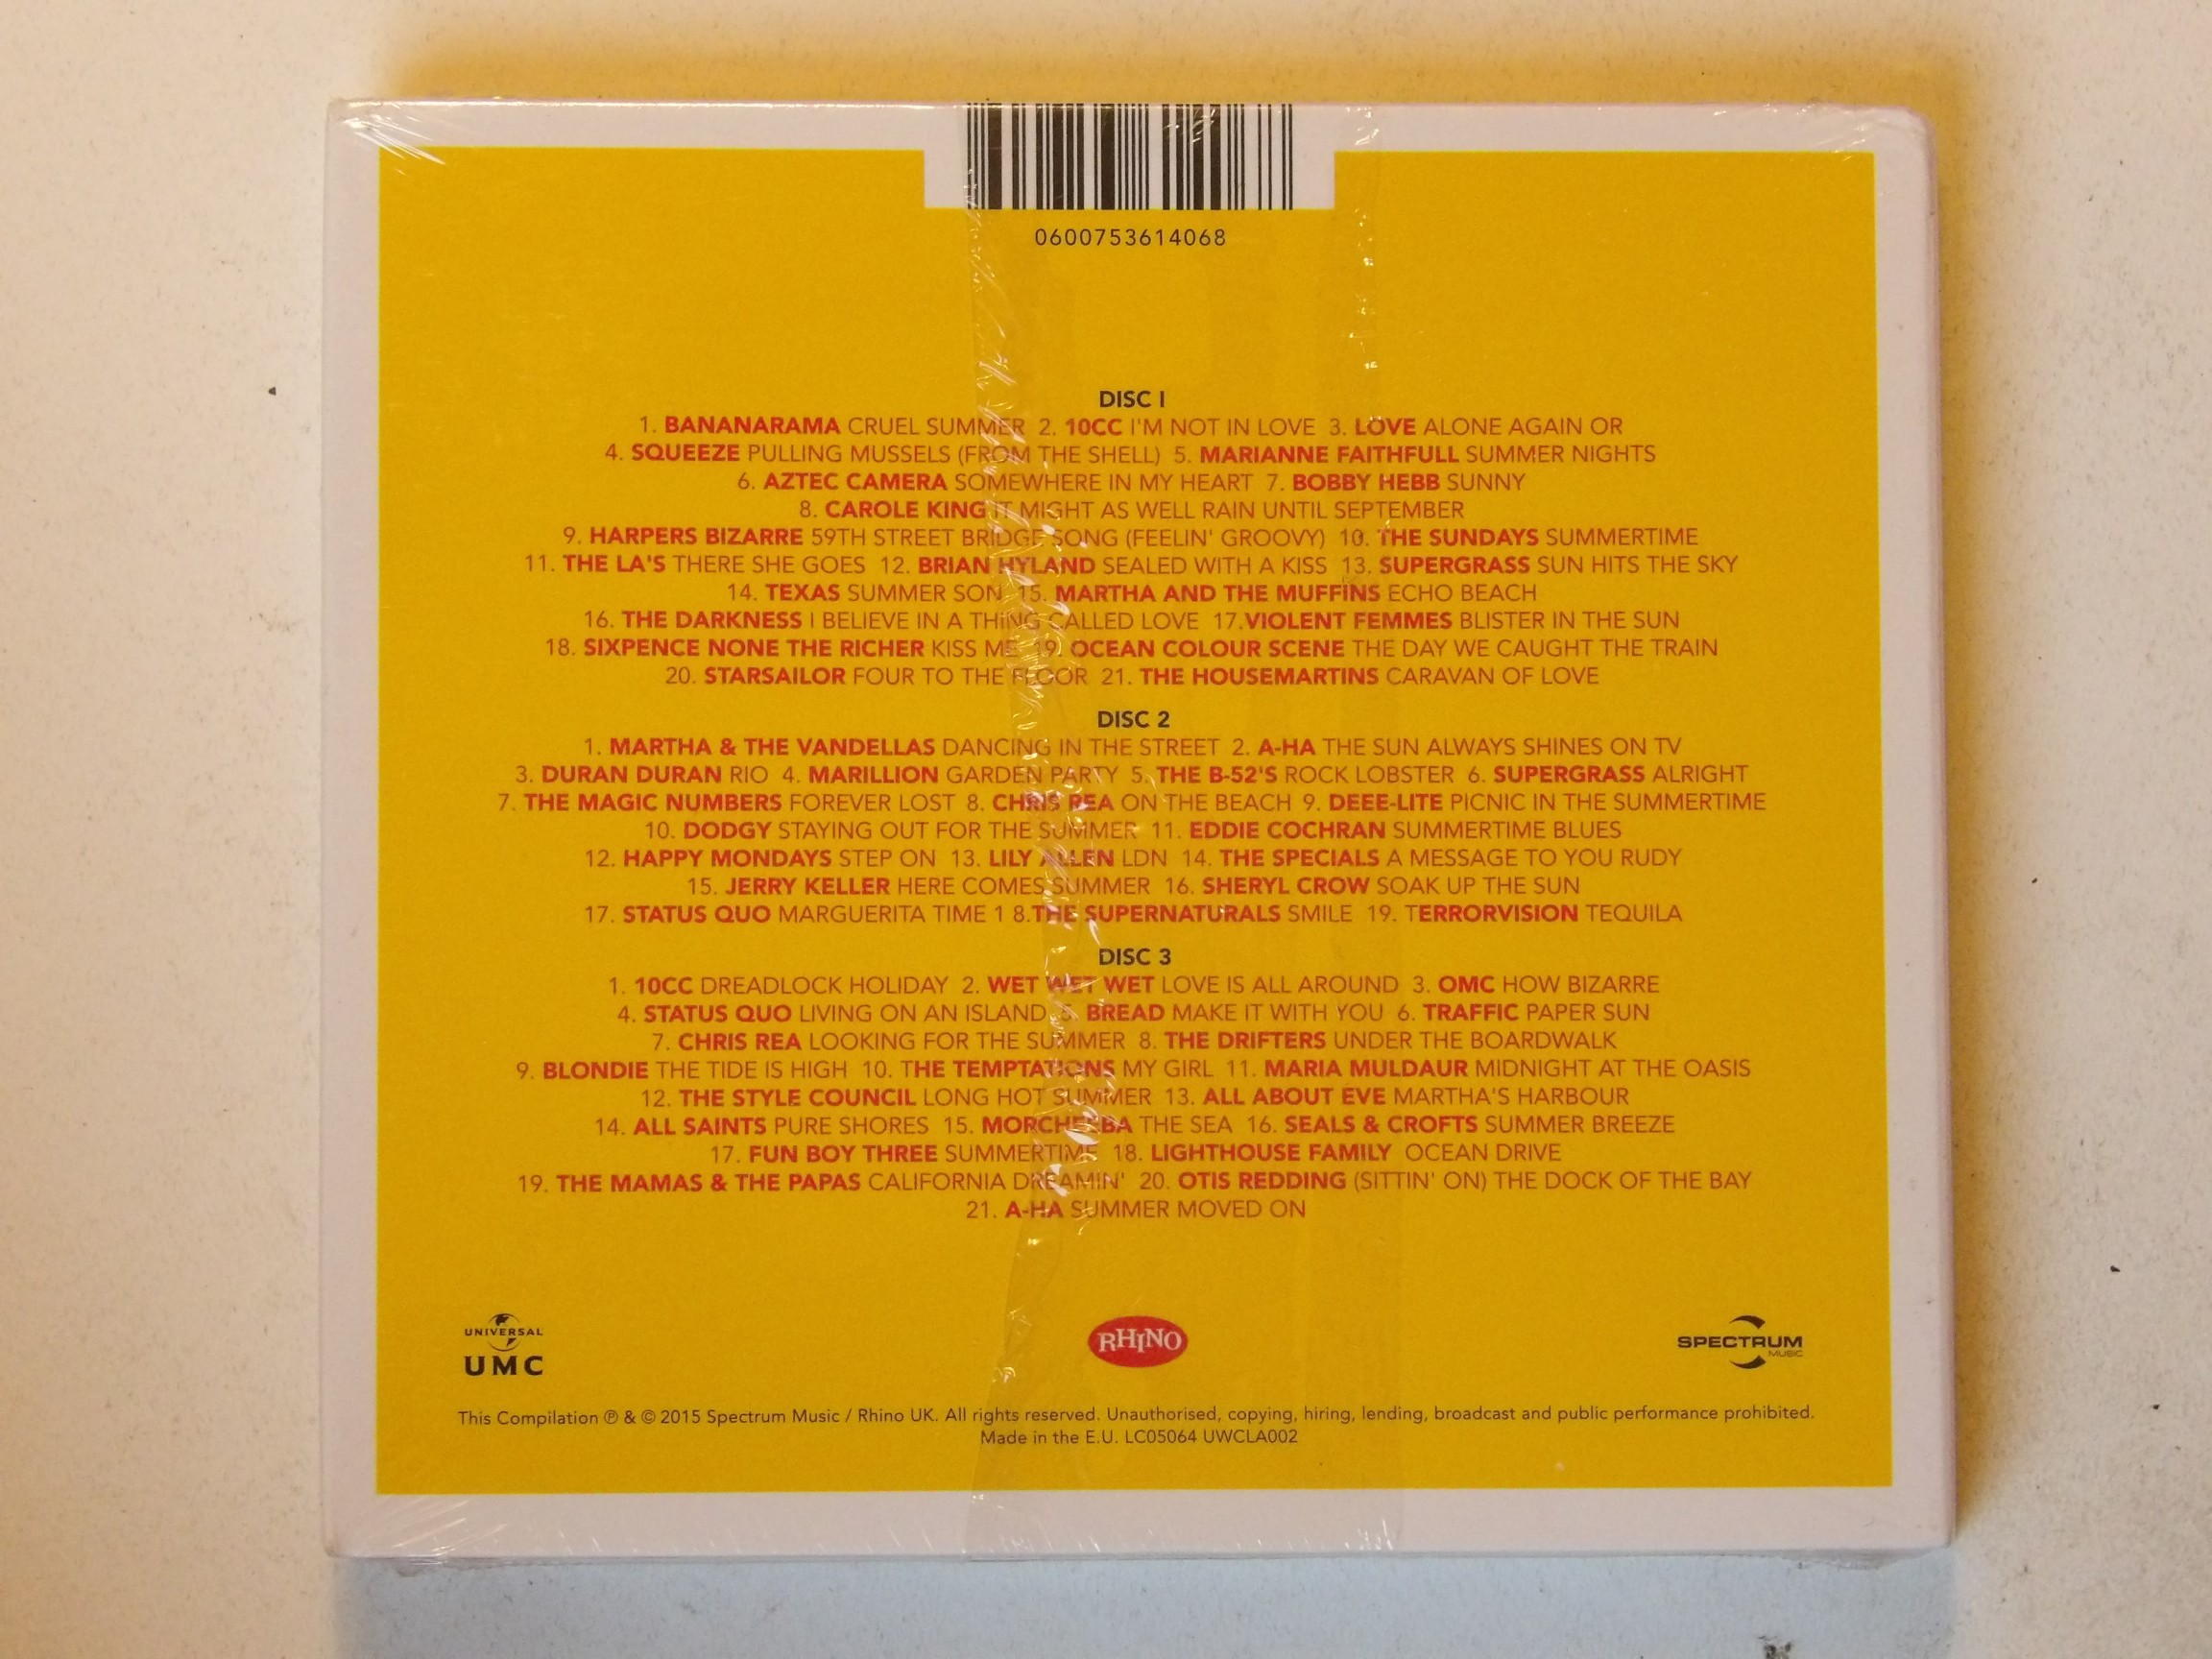 0600753614068
DISC 1
1. BANANARAMA CRUEL SUMMER 2. 10CC I'M NOT IN LOVE 3. LOVE ALONE AGAIN OR
4. SQUEEZE PULLING MUSSELS (FROM THE SHELL) 5. MARIANNE FAITHFULL SUMMER NIGHTS
6. AZTEC CAMERA SOMEWHERE IN MY HEART 7. BOBBY HEBB SUNNY
8. CAROLE KING IT MIGHT AS WELL RAIN UNTIL SEPTEMBER
9. HARPERS BIZARRE 59TH STREET BRIDGE SONG (FEELIN' GROOVY) 10. THE SUNDAYS SUMMERTIME
11. THE LA'S THERE SHE GOES 12. BRIAN HYLAND SEALED WITH A KISS 13. SUPERGRASS SUN HITS THE SKY
14. TEXAS SUMMER SON 15. MARTHA AND THE MUFFINS ECHO BEACH
16. THE DARKNESS I BELIEVE IN A THING CALLED LOVE 17.VIOLENT FEMMES BLISTER IN THE SUN
18. SIXPENCE NONE THE RICHER KISS ME 19. OCEAN COLOUR SCENE THE DAY WE CAUGHT THE TRAIN
20. STARSAILOR FOUR TO THE FLOOR 21. THE HOUSEMARTINS CARAVAN OF LOVE
DISC 2
1. MARTHA & THE VANDELLAS DANCING IN THE STREET 2. A-HA THE SUN ALWAYS SHINES ON TV
3. DURAN DURAN RIO 4. MARILLION GARDEN PARTY 5. THE B-52'S ROCK LOBSTER 6. SUPERGRASS ALRIGHT
7. THE MAGIC NUMBERS FOREVER LOST 8. CHRIS REA ON THE BEACH 9. DEEE-LITE PICNIC IN THE SUMMERTIME
10. DODGY STAYING OUT FOR THE SUMMER 11. EDDIE COCHRAN SUMMERTIME BLUES
12. HAPPY MONDAYS STEP ON 13. LILY ALLEN LDN 14. THE SPECIALS A MESSAGE TO YOU RUDY
15. JERRY KELLER HERE COMES SUMMER 16. SHERYL CROW SOAK UP THE SUN
17. STATUS QUO MARGUERITA TIME 1 8.THE SUPERNATURALS SMILE 19. TERRORVISION TEQUILA
DISC 3
1. 10CC DREADLOCK HOLIDAY 2. WET WET WET LOVE IS ALL AROUND 3. OMC HOW BIZARRE
4. STATUS QUO LIVING ON AN ISLAND 5. BREAD MAKE IT WITH YOU 6. TRAFFIC PAPER SUN
7. CHRIS REA LOOKING FOR THE SUMMER 8. THE DRIFTERS UNDER THE BOARDWALK
9. BLONDIE THE TIDE IS HIGH 10. THE TEMPTATIONS MY GIRL 11. MARIA MULDAUR MIDNIGHT AT THE OASIS
12. THE STYLE COUNCIL LONG HOT SUMMER 13. ALL ABOUT EVE MARTHA'S HARBOUR
14. ALL SAINTS PURE SHORES 15. MORCHEEBA THE SEA 16. SEALS & CROFTS SUMMER BREEZE
17. FUN BOY THREE SUMMERTIME 18. LIGHTHOUSE FAMILY OCEAN DRIVE
19. THE MAMAS & THE PAPAS CALIFORNIA DREAMIN' 20. OTIS REDDING (SITTIN' ON) THE DOCK OF THE BAY
21. A-HA SUMMER MOVED ON
UNIVERSAL
UMC
RHINO
SPECTRUM
MUSIC
This Compilation ℗ & © 2015 Spectrum Music / Rhino UK. All rights reserved. Unauthorised, copying, hiring, lending, broadcast and public performance prohibited.
Made in the E.U. LC05064 UWCLA002